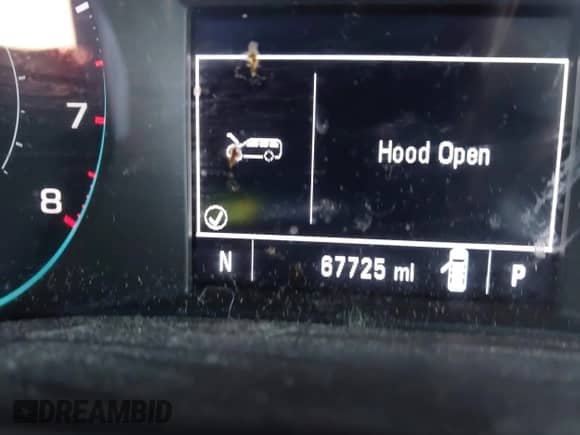 7
8
Hood Open
N 67725 mi P
DREAMBID